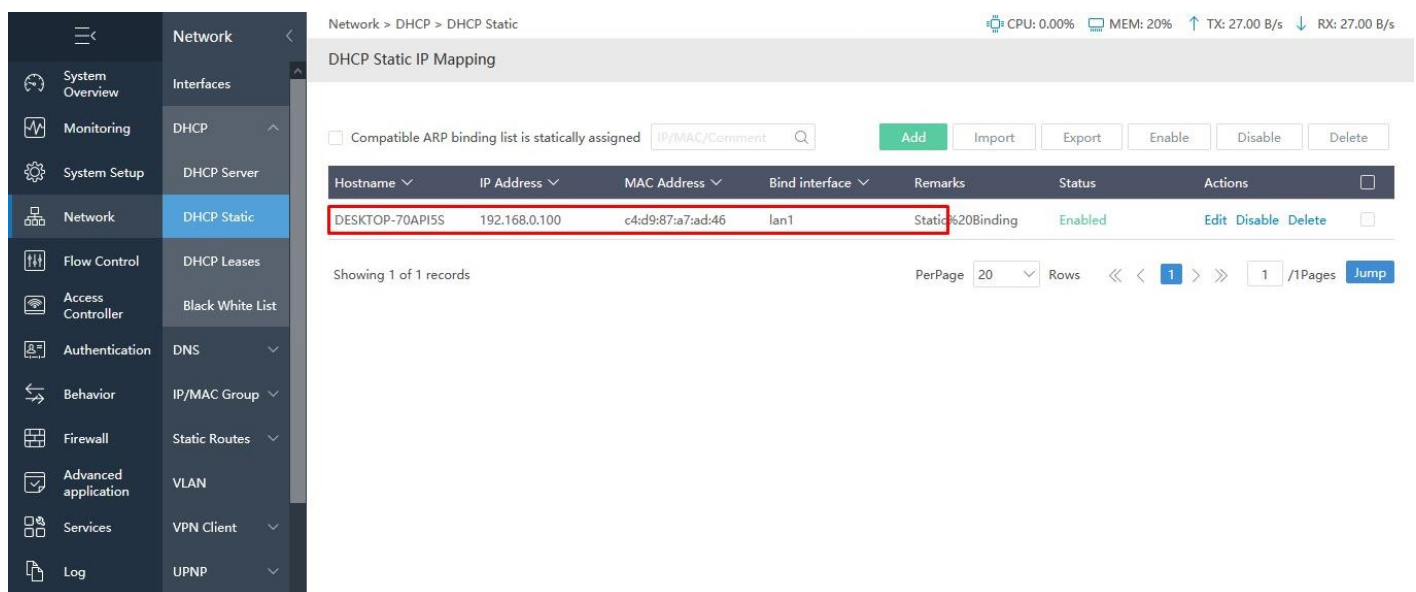 Network > DHCP > DHCP Static
CPU: 0.00% MEM: 20% TX: 27.00 B/s RX: 27.00 B/s
Network
System Overview
Monitoring
System Setup
Network
Flow Control
Access Controller
Authentication
Behavior
Firewall
Advanced application
Services
Log
Interfaces
DHCP
DHCP Server
DHCP Static
DHCP Leases
Black White List
DNS
IP/MAC Group
Static Routes
VLAN
VPN Client
UPNP
DHCP Static IP Mapping
Compatible ARP binding list is statically assigned IP/MAC/Comment Add Import Export Enable Disable Delete
Hostname IP Address MAC Address Bind interface Remarks Status Actions
DESKTOP-70API5S 192.168.0.100 c4:d9:87:a7:ad:46 lan1 Static%20Binding Enabled Edit Disable Delete
Showing 1 of 1 records PerPage 20 Rows << < 1 > >> 1 /1Pages Jump